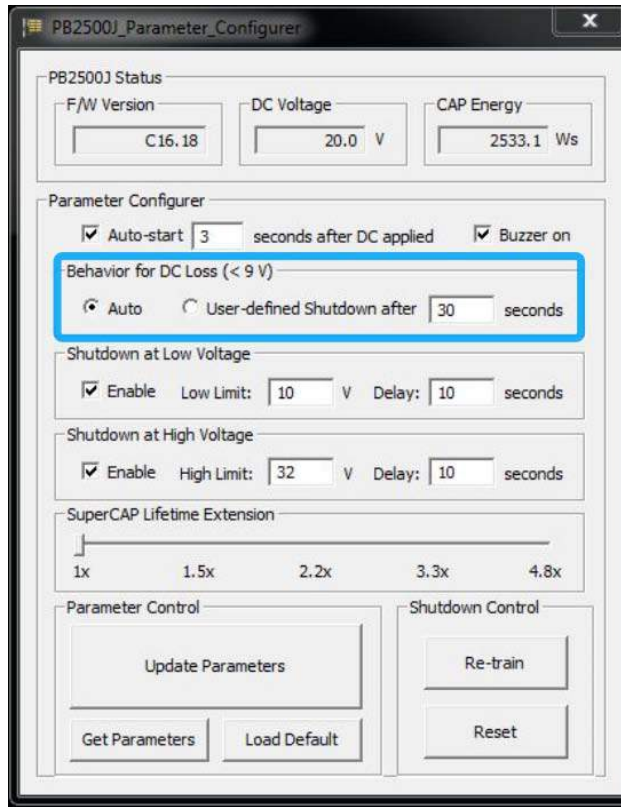 PB2500J_Parameter_Configurer
x
PB2500J Status
F/W Version DC Voltage CAP Energy
C16.18 20.0 V 2533.1 Ws
Parameter Configurer
Auto-start 3 seconds after DC applied Buzzer on
Behavior for DC Loss (< 9 V)
Auto User-defined Shutdown after 30 seconds
Shutdown at Low Voltage
Enable Low Limit: 10 V Delay: 10 seconds
Shutdown at High Voltage
Enable High Limit: 32 V Delay: 10 seconds
SuperCAP Lifetime Extension
1x 1.5x 2.2x 3.3x 4.8x
Parameter Control Shutdown Control
Update Parameters Re-train
Get Parameters Load Default Reset